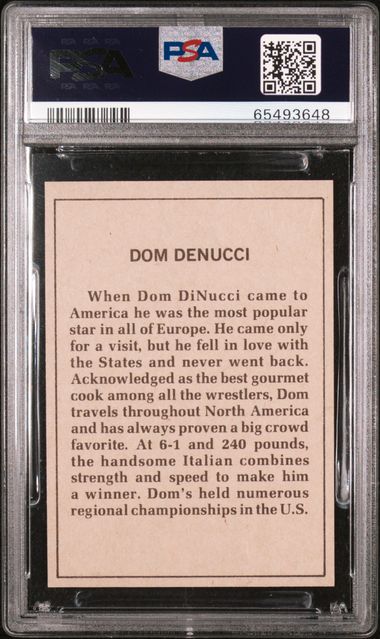 PSA
PSA
65493648
DOM DENUCCI
When Dom DiNucci came to
America he was the most popular
star in all of Europe. He came only
for a visit, but he fell in love with
the States and never went back.
Acknowledged as the best gourmet
cook among all the wrestlers, Dom
travels throughout North America
and has always proven a big crowd
favorite. At 6-1 and 240 pounds,
the handsome Italian combines
strength and speed to make him
a winner. Dom's held numerous
regional championships in the U.S.